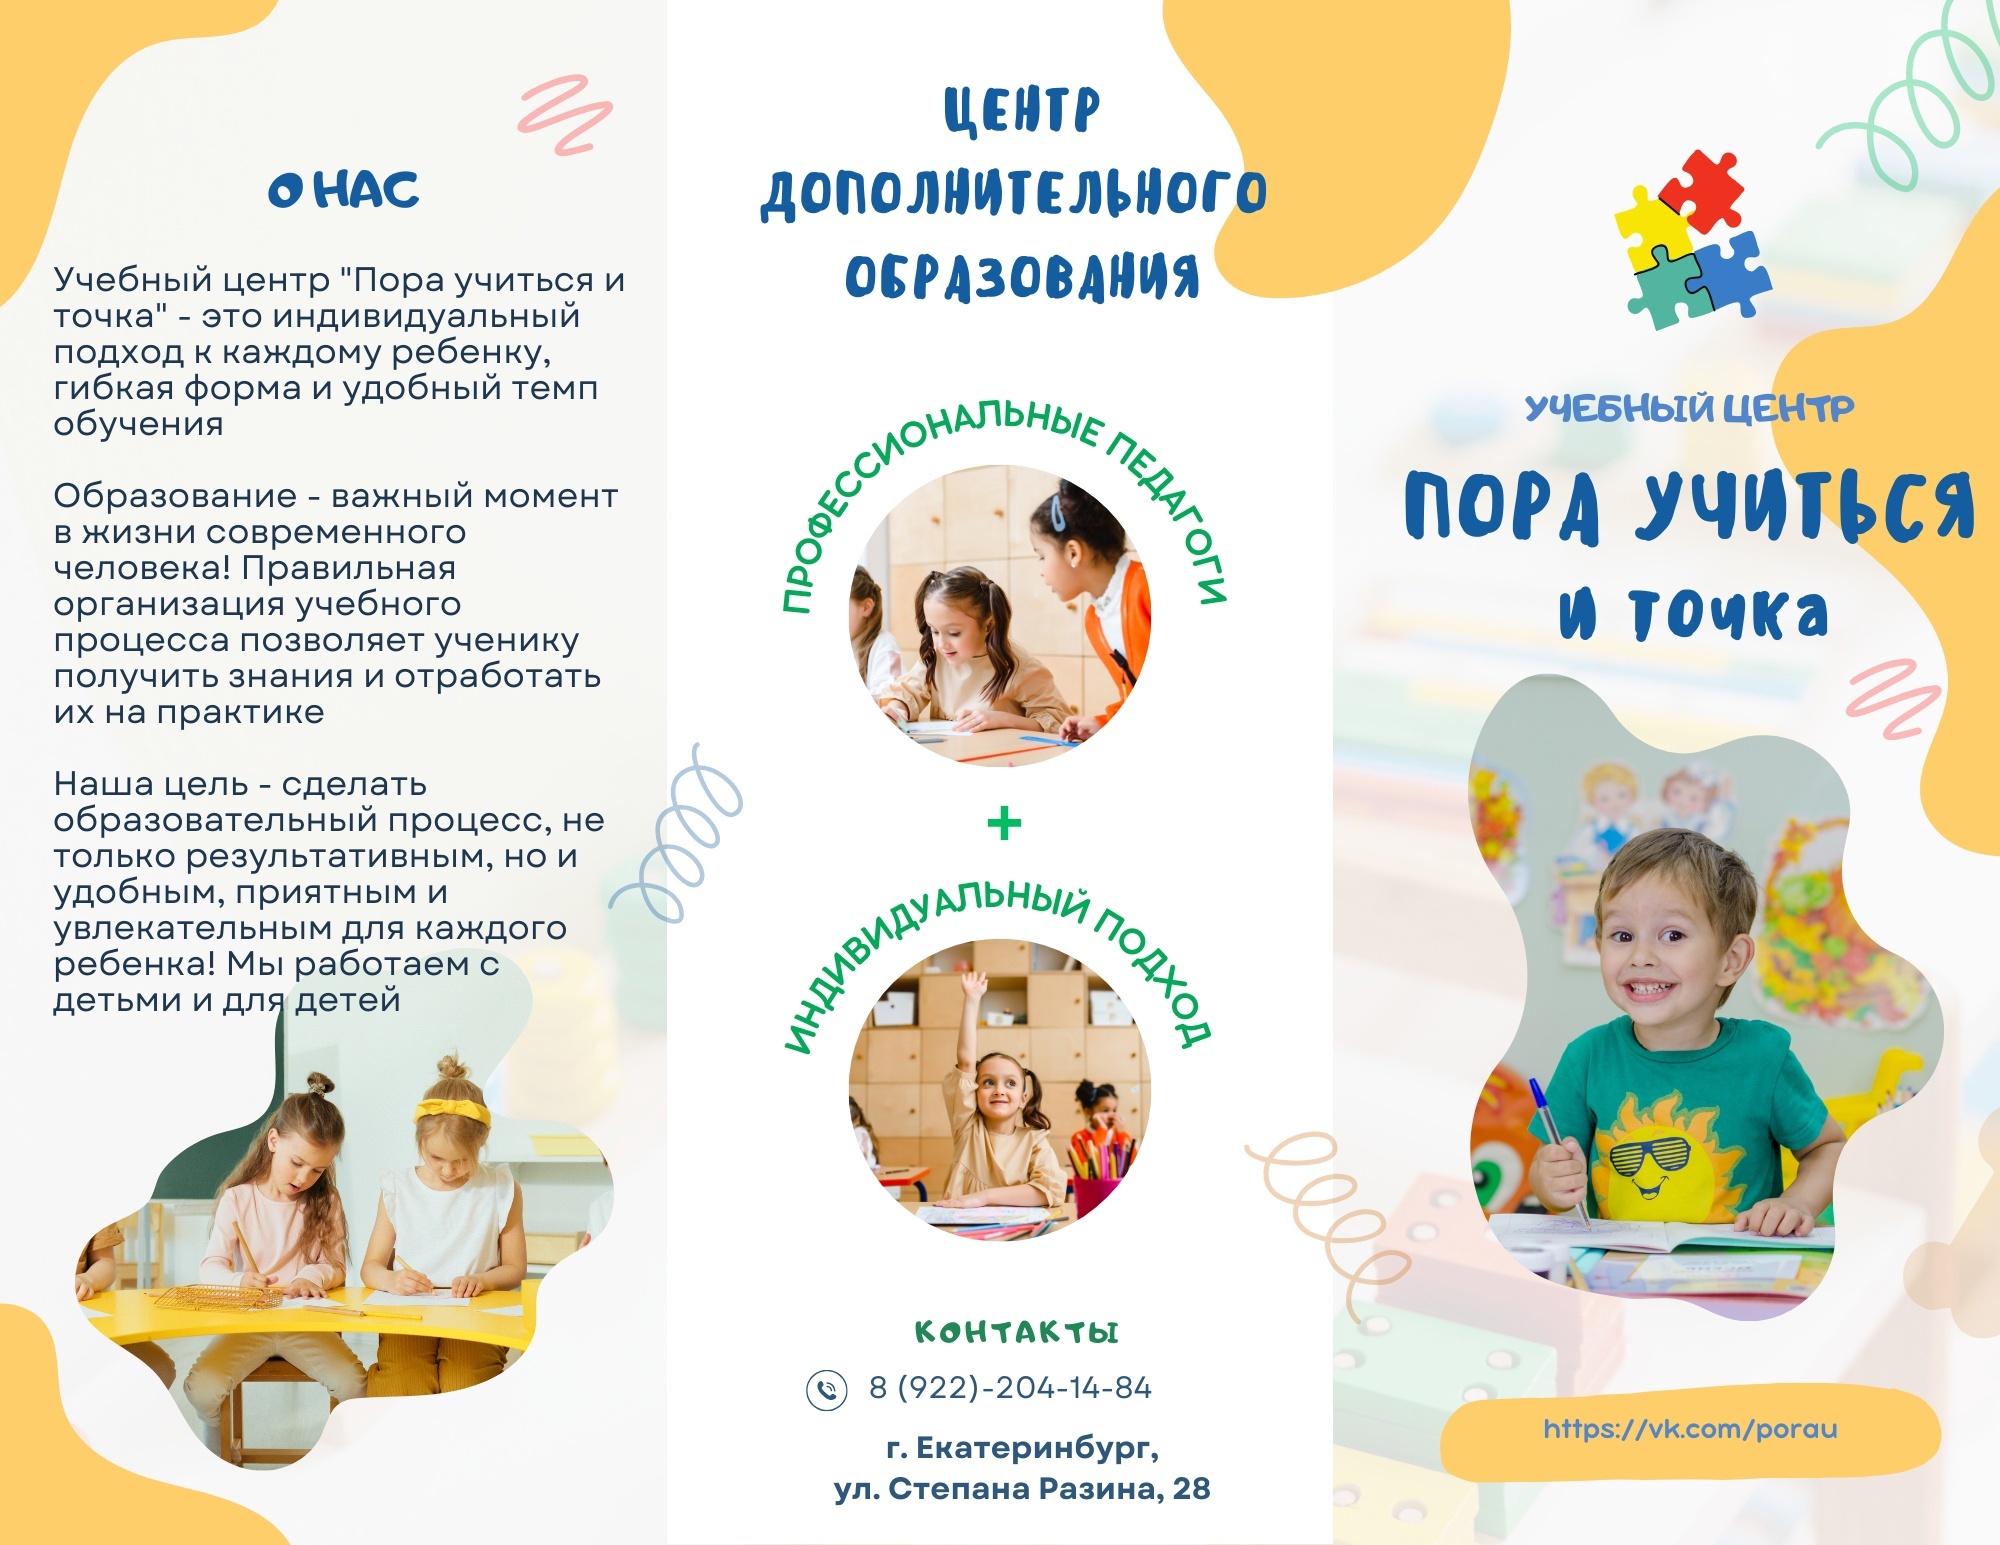 О НАС
Учебный центр "Пора учиться и
точка" - это индивидуальный
подход к каждому ребенку,
гибкая форма и удобный темп
обучения
Образование - важный момент
в жизни современного
человека! Правильная
организация учебного
процесса позволяет ученику
получить знания и отработать
их на практике
Наша цель - сделать
образовательный процесс, не
только результативным, но и
удобным, приятным и
увлекательным для каждого
ребенка! Мы работаем с
детьми и для детей
ЦЕНТР
ДОПОЛНИТЕЛЬНОГО
ОБРАЗОВАНИЯ
ПРОФЕССИОНАЛЬНЫЕ ПЕДАГОГИ
+
ИНДИВИДУАЛЬНЫЙ ПОДХОД
КОНТАКТЫ
8 (922)-204-14-84
г. Екатеринбург,
ул. Степана Разина, 28
УЧЕБНЫЙ ЦЕНТР
ПОРА УЧИТЬСЯ
и точка
https://vk.com/porau